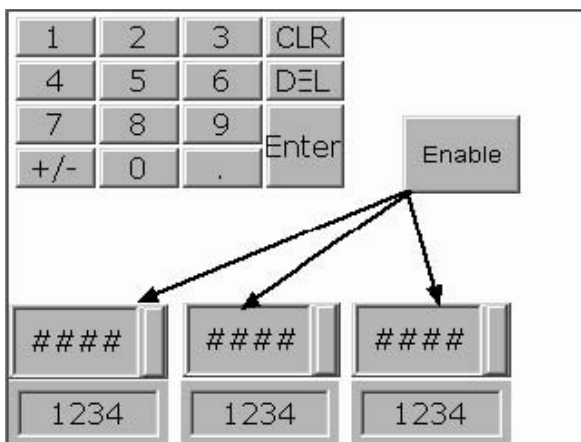 1 2 3 CLR
4 5 6 DEL
7 8 9 Enter
+/- 0 .
Enable
#### #### ####
1234 1234 1234